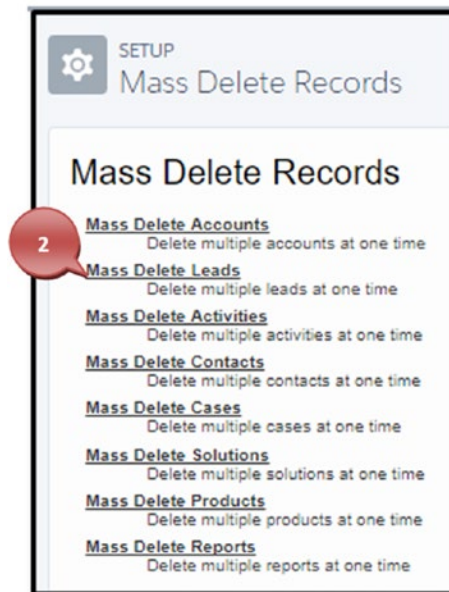 SETUP
Mass Delete Records
Mass Delete Records
Mass Delete Accounts
Delete multiple accounts at one time
2
Mass Delete Leads
Delete multiple leads at one time
Mass Delete Activities
Delete multiple activities at one time
Mass Delete Contacts
Delete multiple contacts at one time
Mass Delete Cases
Delete multiple cases at one time
Mass Delete Solutions
Delete multiple solutions at one time
Mass Delete Products
Delete multiple products at one time
Mass Delete Reports
Delete multiple reports at one time